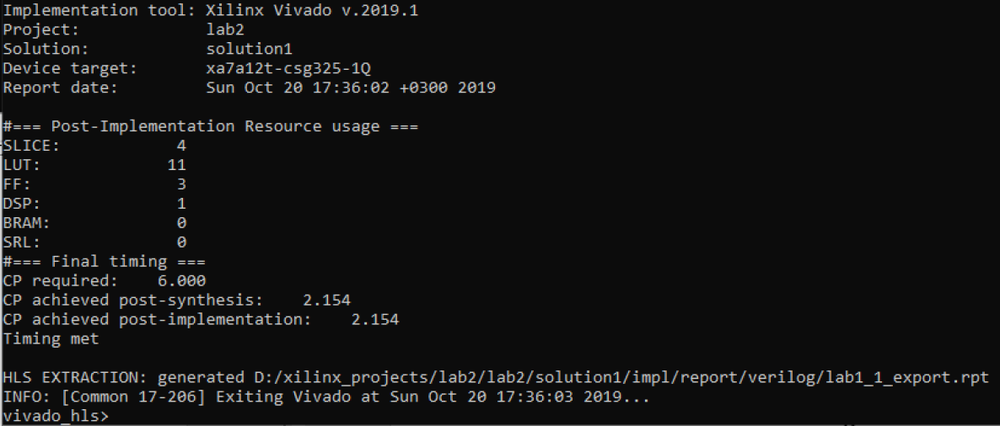 Implementation tool: Xilinx Vivado v.2019.1
Project:             lab2
Solution:            solution1
Device target:       xa7a12t-csg325-1Q
Report date:         Sun Oct 20 17:36:02 +0300 2019

#=== Post-Implementation Resource usage ===
SLICE:            4
LUT:             11
FF:               3
DSP:              1
BRAM:             0
SRL:              0
#=== Final timing ===
CP required:    6.000
CP achieved post-synthesis:    2.154
CP achieved post-implementation:    2.154
Timing met

HLS EXTRACTION: generated D:/xilinx_projects/lab2/lab2/solution1/impl/report/verilog/lab1_1_export.rpt
INFO: [Common 17-206] Exiting Vivado at Sun Oct 20 17:36:03 2019...
vivado_hls>